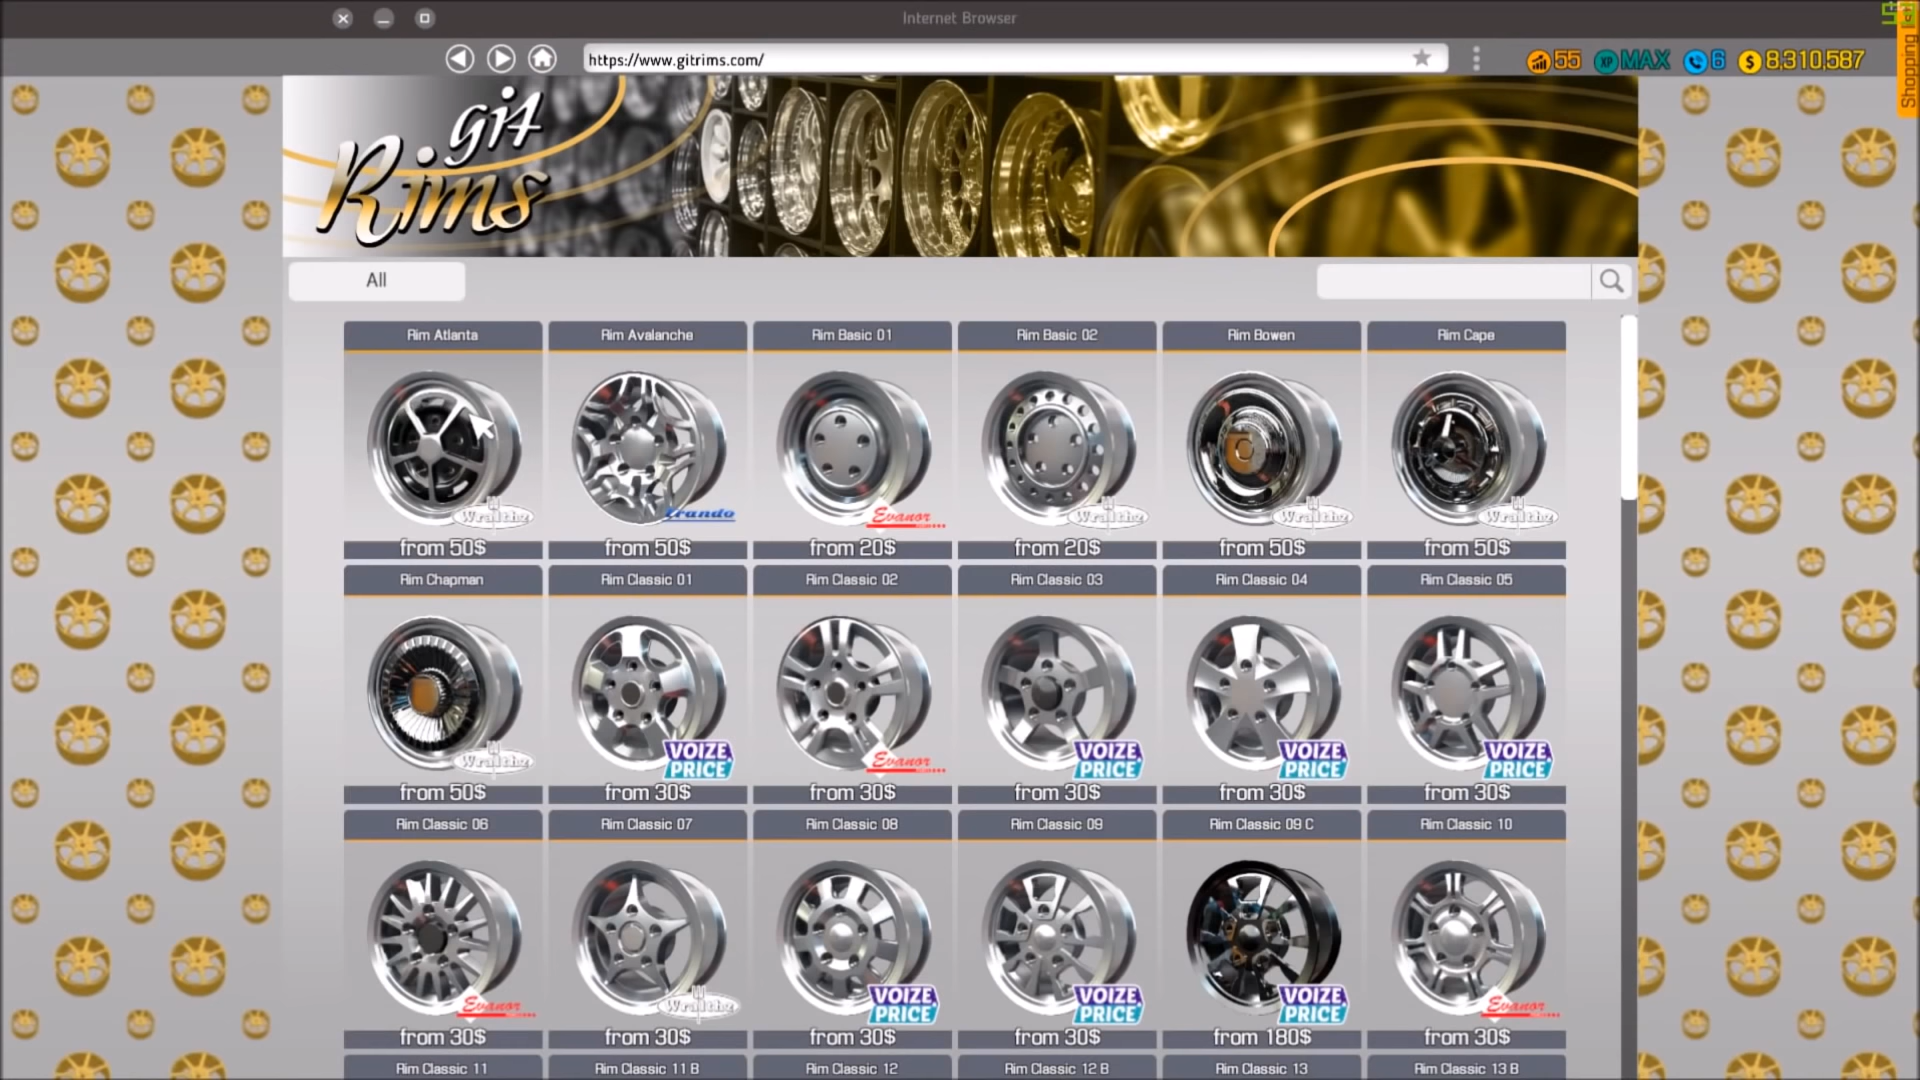 Internet Browser
https://www.gitrims.com/
55
XP MAX
6
$ 8,310,587
git
Rims
All
Rim Atlanta
Rim Avalanche
Rim Basic 01
Rim Basic 02
Rim Bowen
Rim Cape
Evanor
from 50$
from 50$
from 20$
from 20$
from 50$
from 50$
Rim Chapman
Rim Classic 01
Rim Classic 02
Rim Classic 03
Rim Classic 04
Rim Classic 05
VOIZE PRICE
Evanor
VOIZE PRICE
VOIZE PRICE
VOIZE PRICE
from 50$
from 30$
from 30$
from 30$
from 30$
from 30$
Rim Classic 06
Rim Classic 07
Rim Classic 08
Rim Classic 09
Rim Classic 09 C
Rim Classic 10
Evanor
VOIZE PRICE
VOIZE PRICE
VOIZE PRICE
Evanor
from 30$
from 30$
from 30$
from 30$
from 180$
from 30$
Rim Classic 11
Rim Classic 11 B
Rim Classic 12
Rim Classic 12 B
Rim Classic 13
Rim Classic 13 B
Shopping